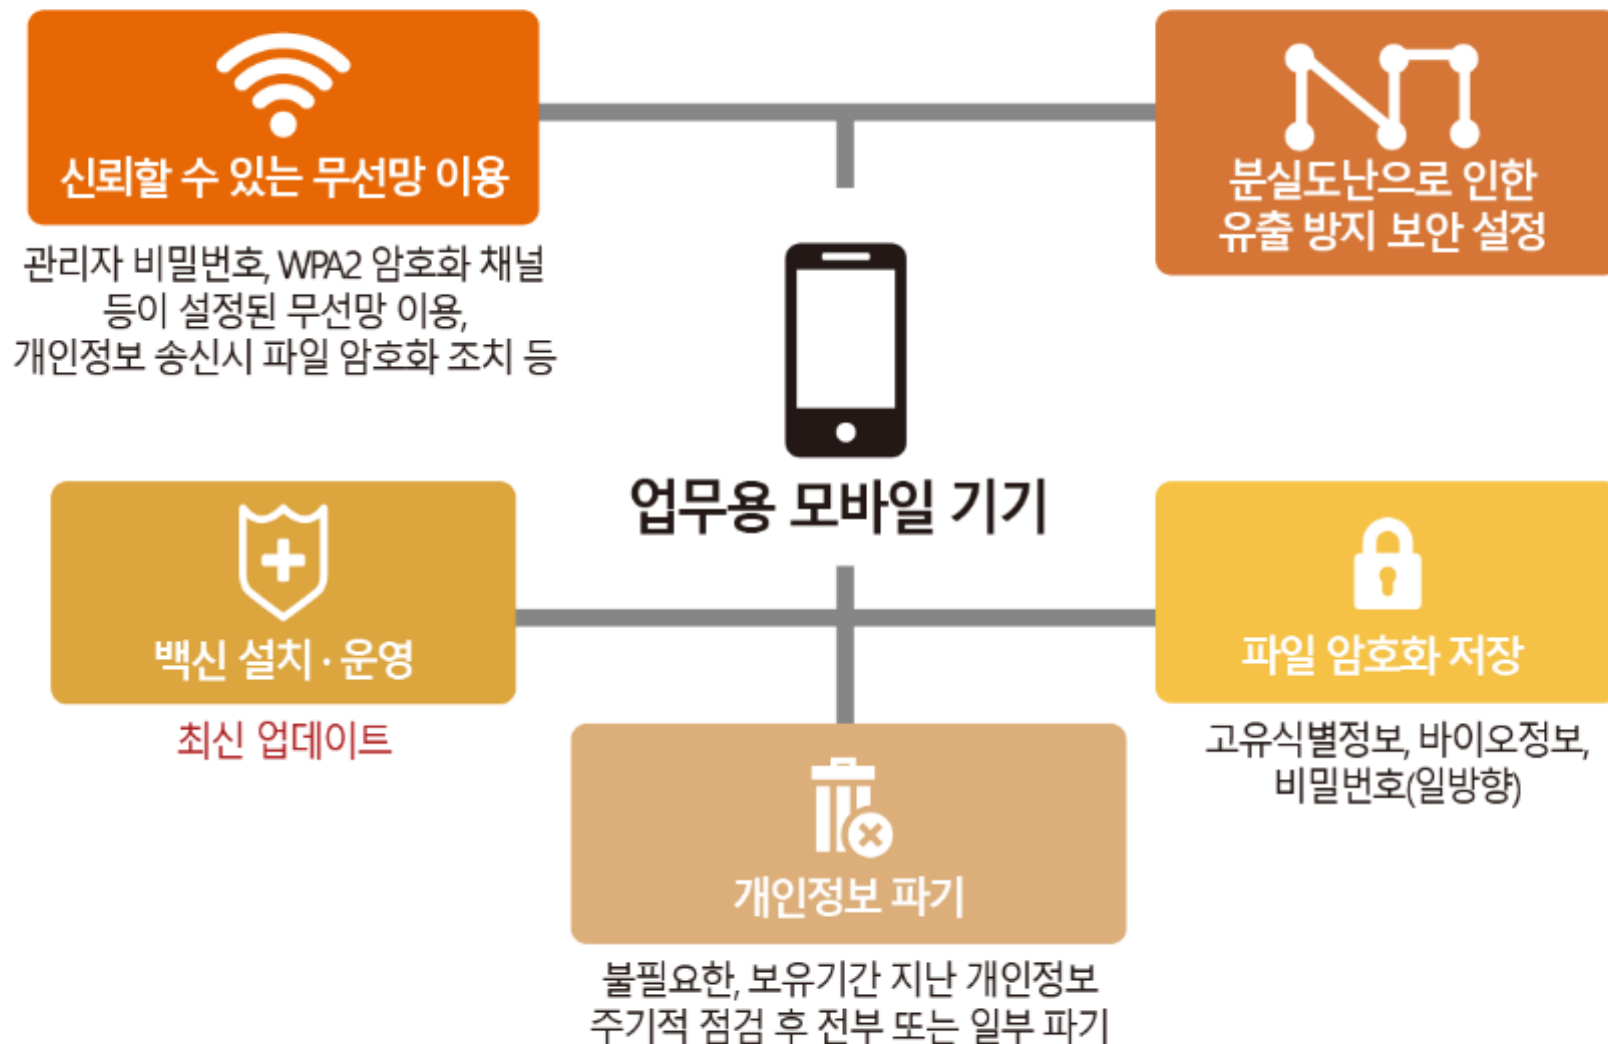 신뢰할 수 있는 무선망 이용
관리자 비밀번호, WPA2 암호화 채널
등이 설정된 무선망 이용,
개인정보 송신시 파일 암호화 조치 등
분실도난으로 인한
유출 방지 보안 설정
업무용 모바일 기기
백신 설치·운영
최신 업데이트
파일 암호화 저장
고유식별정보, 바이오정보,
비밀번호(일방향)
개인정보 파기
불필요한, 보유기간 지난 개인정보
주기적 점검 후 전부 또는 일부 파기